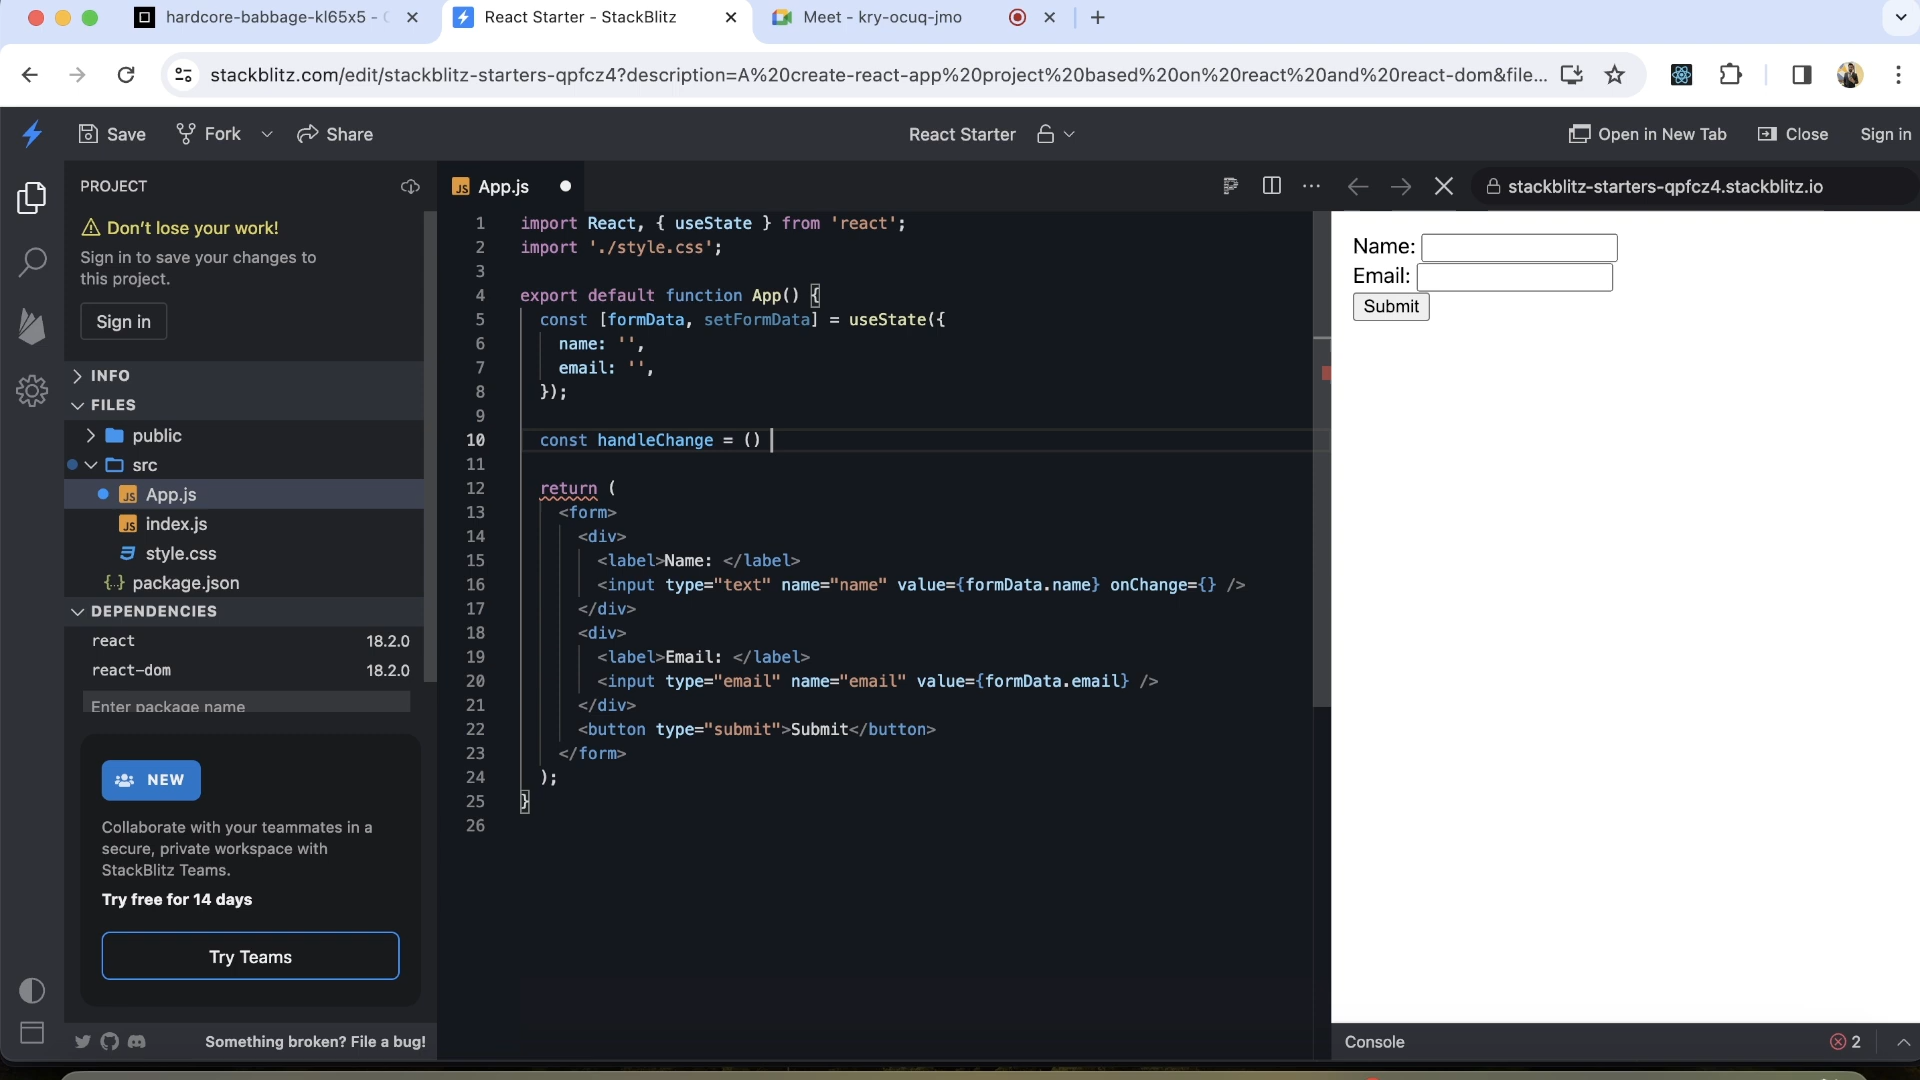 hardcore-babbage-kl65x5 -
React Starter - StackBlitz
Meet - kry-ocuq-jmo
stackblitz.com/edit/stackblitz-starters-qpfcz4?description=A%20create-react-app%20project%20based%20on%20react%20and%20react-dom&file...
Save
Fork
Share
React Starter
Open in New Tab
Close
Sign in
PROJECT
Don't lose your work!
Sign in to save your changes to
this project.
Sign in
INFO
FILES
public
src
JS App.js
JS index.js
style.css
{..} package.json
DEPENDENCIES
react 18.2.0
react-dom 18.2.0
Enter package name
NEW
Collaborate with your teammates in a
secure, private workspace with
StackBlitz Teams.
Try free for 14 days
Try Teams
Something broken? File a bug!
JS App.js
1 import React, { useState } from 'react';
2 import './style.css';
3
4 export default function App() {
5 const [formData, setFormData] = useState({
6 name: '',
7 email: '',
8 });
9
10 const handleChange = ()
11
12 return (
13 <form>
14 <div>
15 <label>Name: </label>
16 <input type="text" name="name" value={formData.name} onChange={} />
17 </div>
18 <div>
19 <label>Email: </label>
20 <input type="email" name="email" value={formData.email} />
21 </div>
22 <button type="submit">Submit</button>
23 </form>
24 );
25 }
26
stackblitz-starters-qpfcz4.stackblitz.io
Name:
Email:
Submit
Console
2